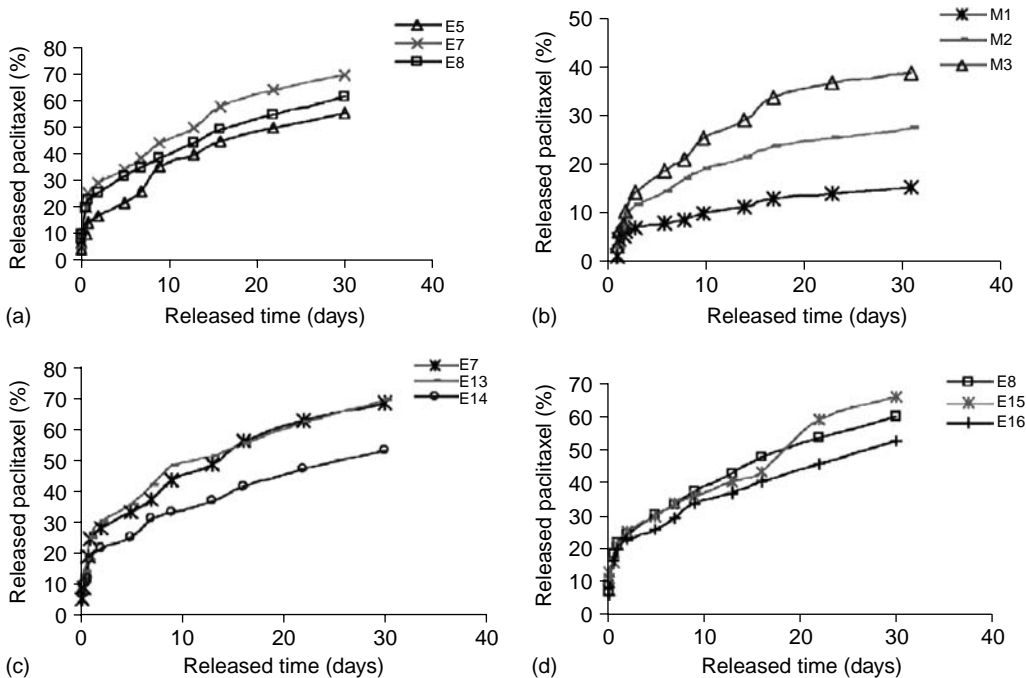 E5
E7
E8
Released paclitaxel (%)
80
70
60
50
40
30
20
10
0
0 10 20 30 40
(a) Released time (days)
M1
M2
M3
Released paclitaxel (%)
50
40
30
20
10
0
0 10 20 30 40
(b) Released time (days)
E7
E13
E14
Released paclitaxel (%)
80
70
60
50
40
30
20
10
0
0 10 20 30 40
(c) Released time (days)
E8
E15
E16
Released paclitaxel (%)
70
60
50
40
30
20
10
0
0 10 20 30 40
(d) Released time (days)